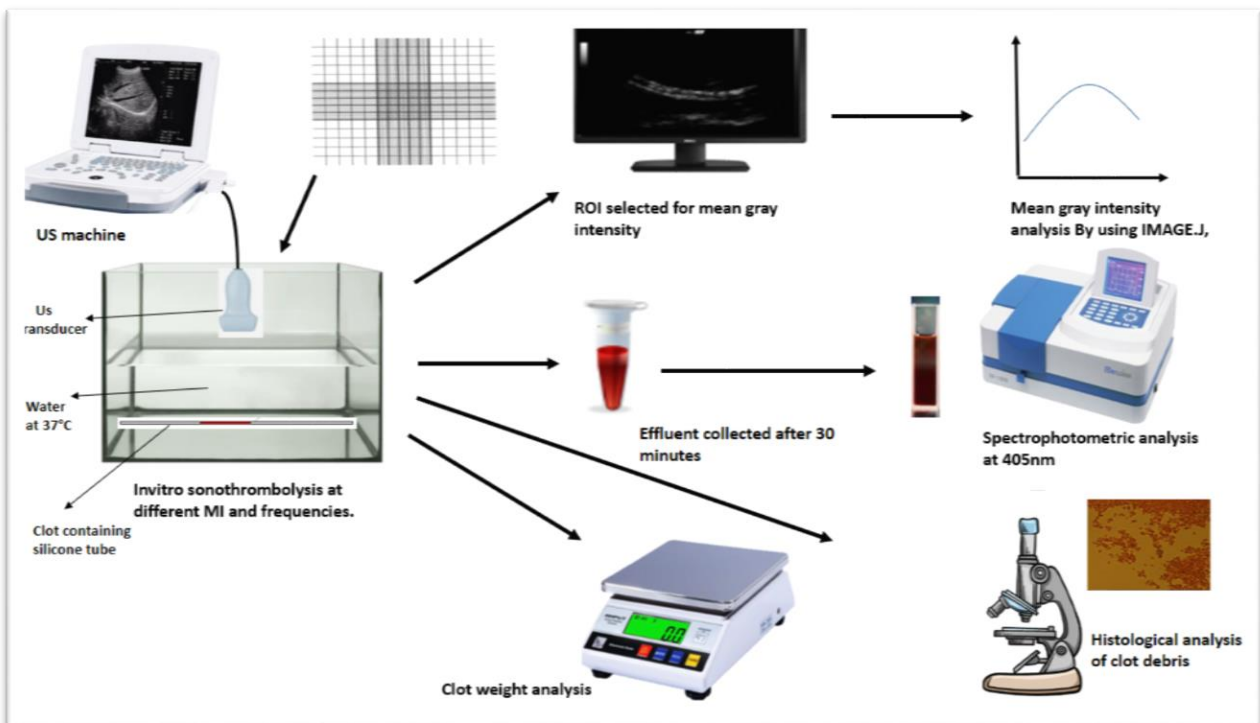 US machine
ROI selected for mean gray
intensity
Mean gray intensity
analysis By using IMAGE.J,
Us
ransducer
Water
at 37°C
Invitro sonothrombolysis at
different MI and frequencies.
Clot containing
silicone tube
Effluent collected after 30
minutes
Spectrophotometric analysis
at 405nm
0.0
Clot weight analysis
Histological analysis
of clot debris